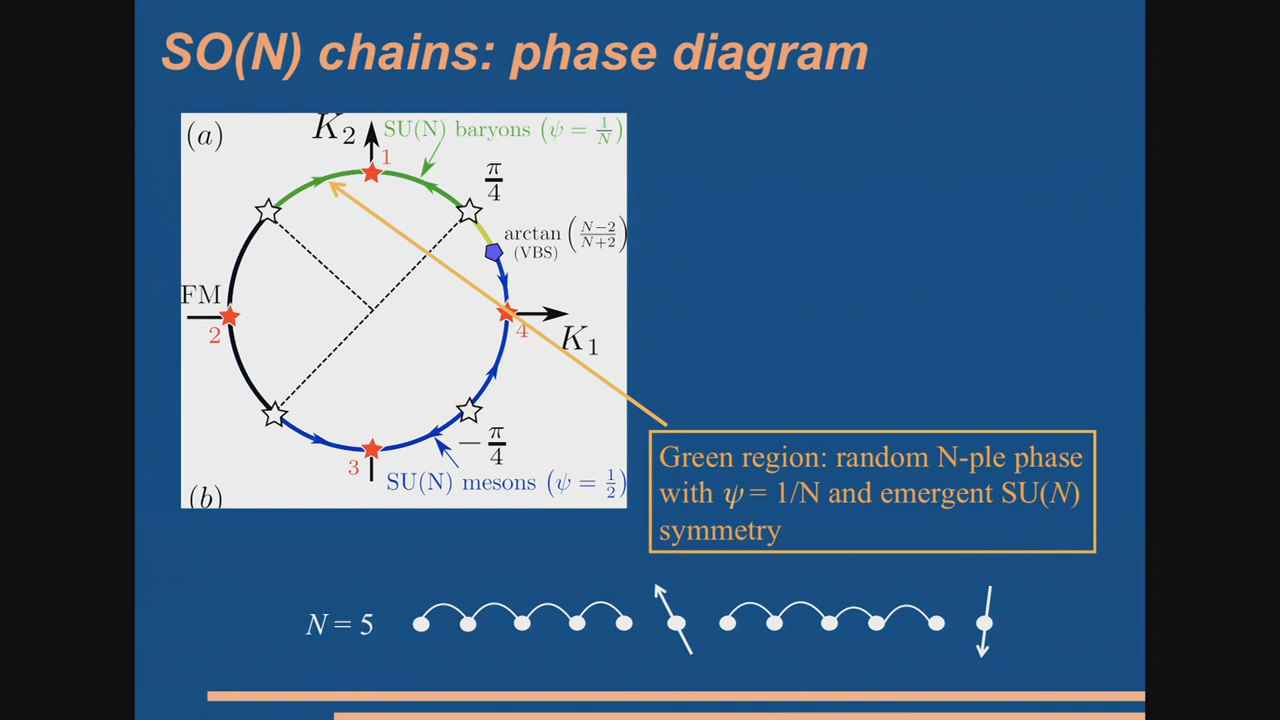 SO(N) chains: phase diagram
(a)
K₂
SU(N) baryons (ψ = 1/N)
1
π/4
arctan ((N−2)/(N+2))
(VBS)
FM
2
4
K₁
3
−π/4
SU(N) mesons (ψ = 1/2)
(b)
Green region: random N-ple phase
with ψ = 1/N and emergent SU(N)
symmetry
N = 5